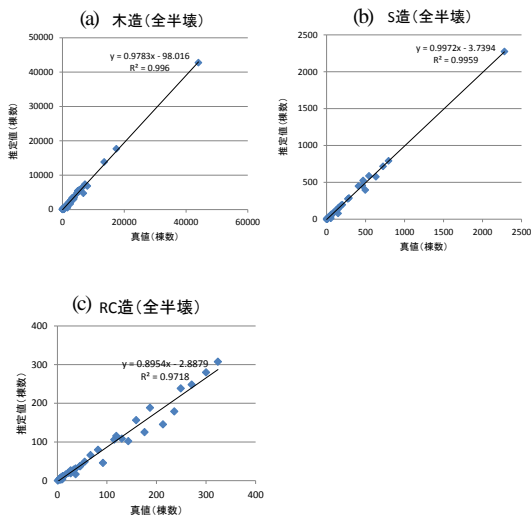 (a) 木造(全半壊)
50000
40000
30000
20000
10000
0
推定値(棟数)
y = 0.9783x - 98.016
R² = 0.996
0 20000 40000 60000
真値(棟数)
(b) S造(全半壊)
2500
2000
1500
1000
500
0
推定値(棟数)
y = 0.9972x - 3.7394
R² = 0.9959
0 500 1000 1500 2000 2500
真値(棟数)
(c) RC造(全半壊)
400
300
200
100
0
推定値(棟数)
y = 0.8954x - 2.8879
R² = 0.9718
0 100 200 300 400
真値(棟数)